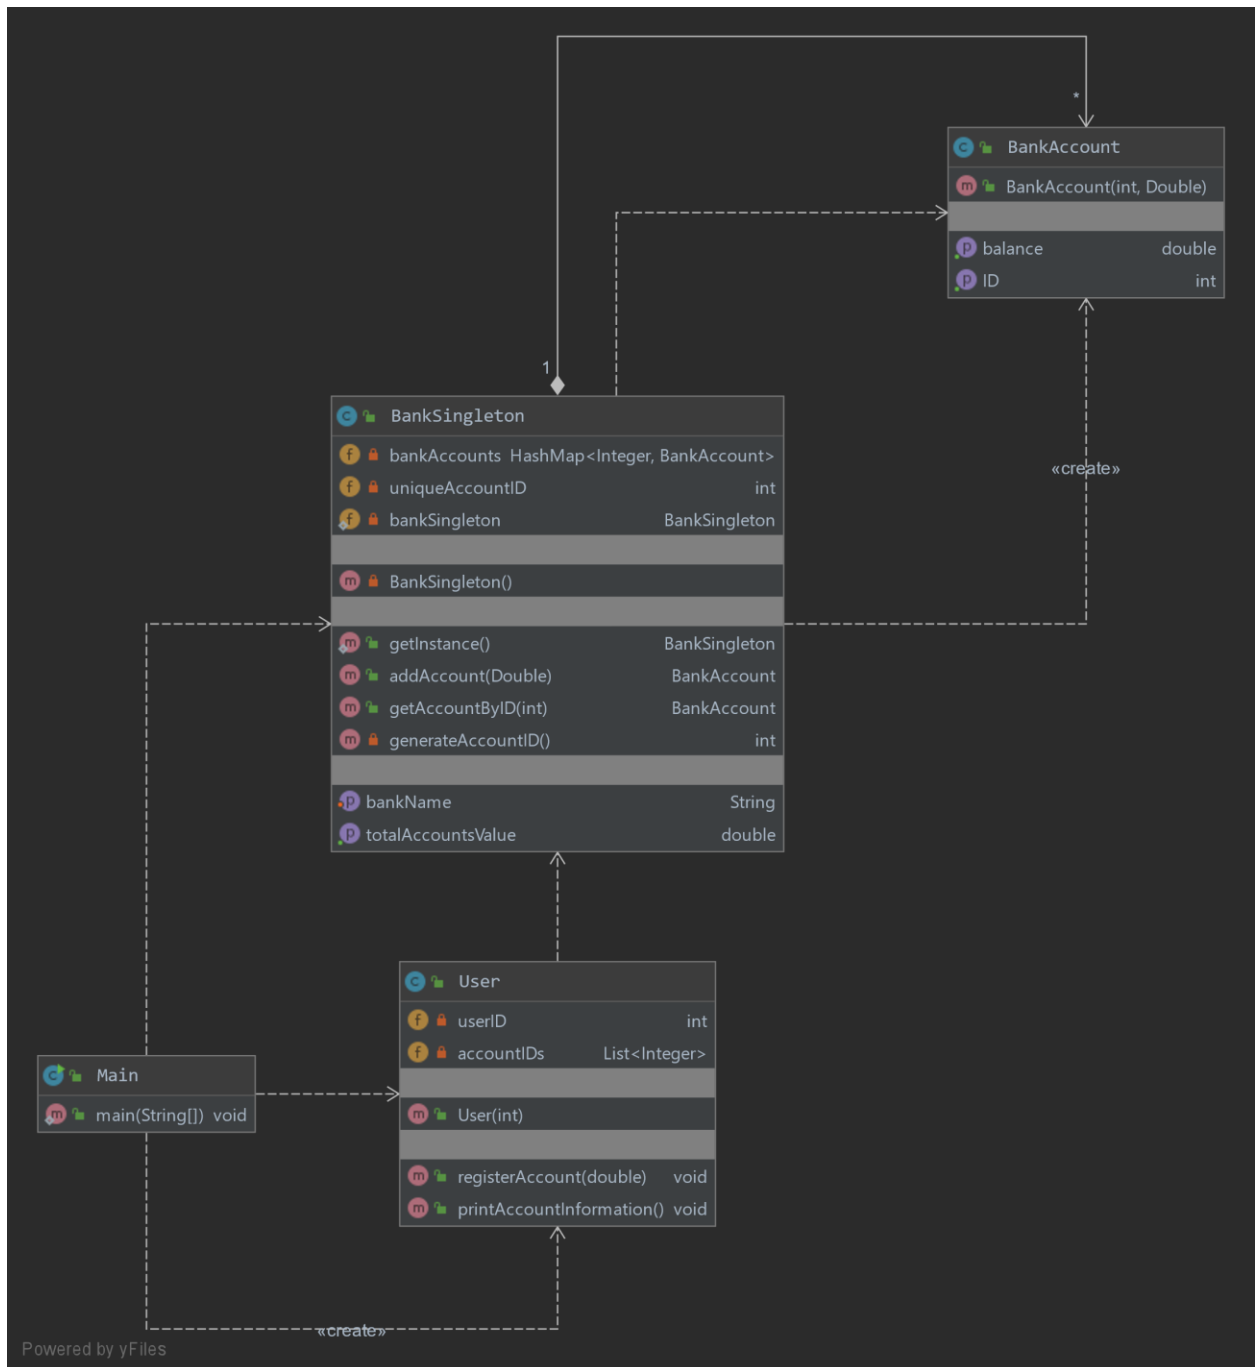 *
BankAccount
BankAccount(int, Double)
balance double
ID int
1
BankSingleton
bankAccounts HashMap<Integer, BankAccount>
uniqueAccountID int
bankSingleton BankSingleton
BankSingleton()
getInstance() BankSingleton
addAccount(Double) BankAccount
getAccountByID(int) BankAccount
generateAccountID() int
bankName String
totalAccountsValue double
«create»
User
userID int
accountIDs List<Integer>
User(int)
registerAccount(double) void
printAccountInformation() void
Main
main(String[]) void
«create»
Powered by yFiles